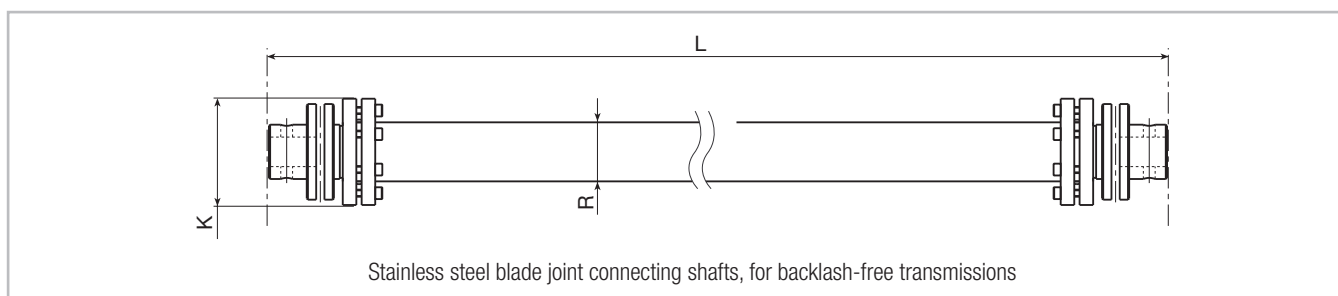 L
K
R
Stainless steel blade joint connecting shafts, for backlash-free transmissions